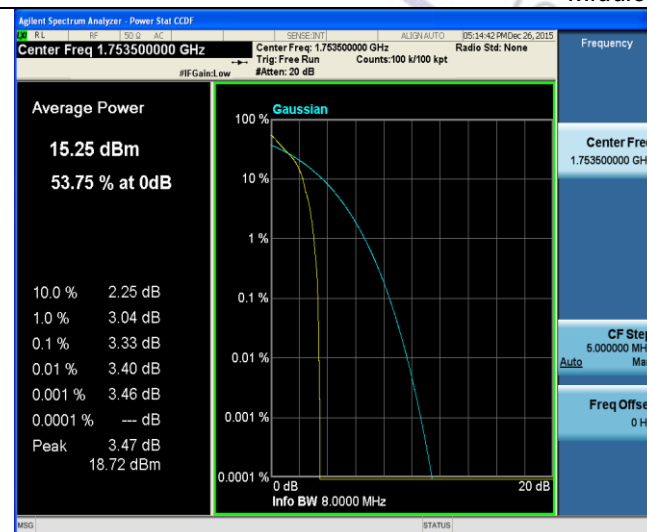 Agilent Spectrum Analyzer - Power Stat CCDF
RL RF 50 Ω AC SENSE:INT ALIGN AUTO 05:14:42 PM Dec 26, 2015
Center Freq 1.753500000 GHz
Center Freq: 1.753500000 GHz Radio Std: None
Trig: Free Run Counts:100 k/100 kpt
#IFGain:Low #Atten: 20 dB
Frequency
Average Power
15.25 dBm
53.75 % at 0dB
10.0 % 2.25 dB
1.0 % 3.04 dB
0.1 % 3.33 dB
0.01 % 3.40 dB
0.001 % 3.46 dB
0.0001 % --- dB
Peak 3.47 dB
18.72 dBm
Gaussian
100 %
10 %
1 %
0.1 %
0.01 %
0.001 %
0.0001 %
0 dB 20 dB
Info BW 8.0000 MHz
Center Fre
1.753500000 GH
CF Step
5.000000 MH
Auto Ma
Freq Offse
0 H
MSG STATUS